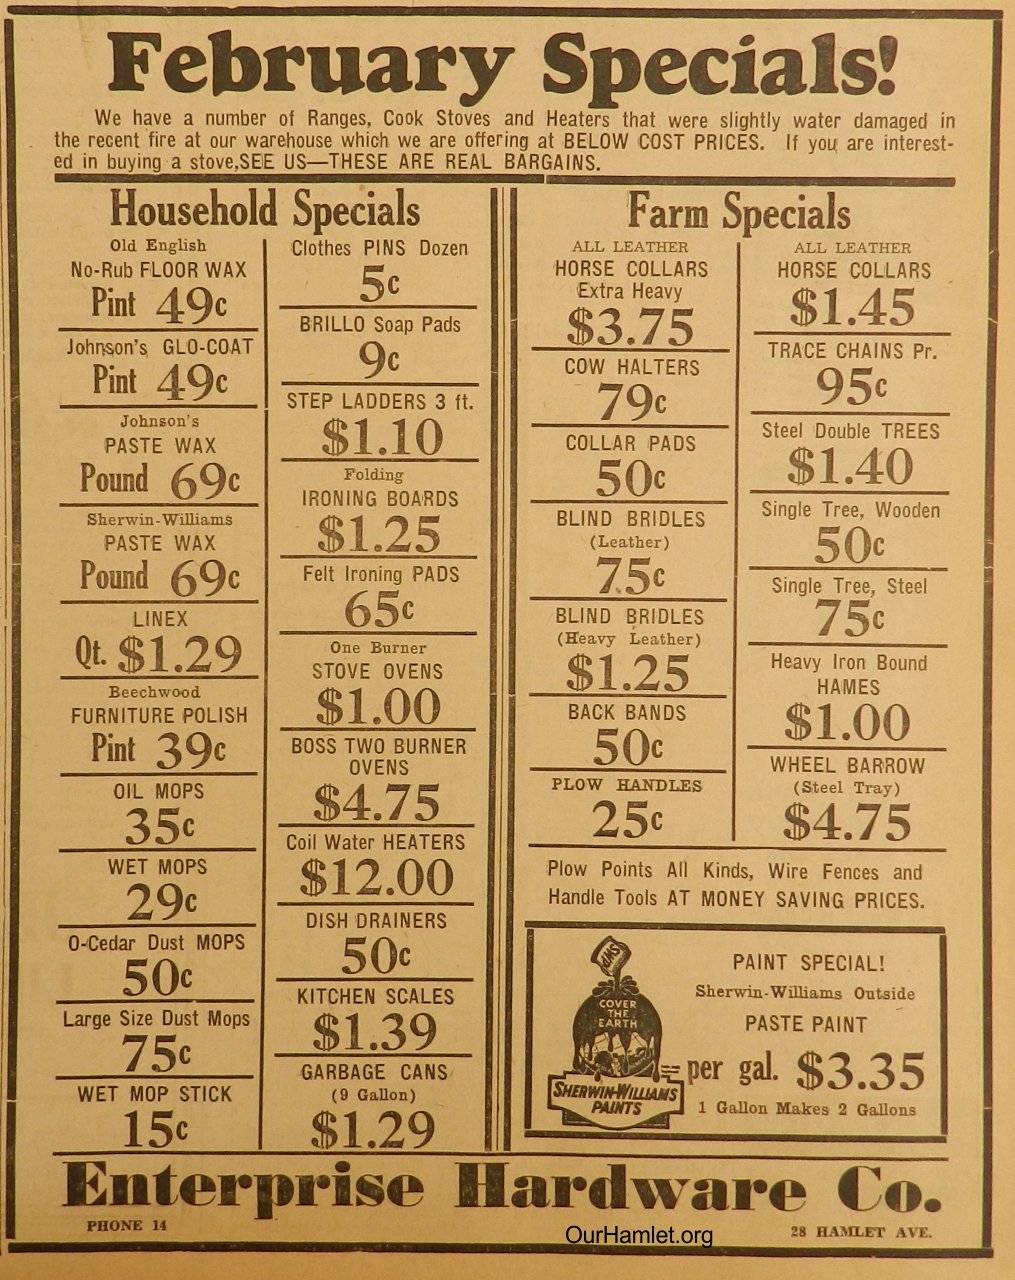 February Specials!
We have a number of Ranges, Cook Stoves and Heaters that were slightly water damaged in
the recent fire at our warehouse which we are offering at BELOW COST PRICES. If you are interest-
ed in buying a stove,SEE US—THESE ARE REAL BARGAINS.
Household Specials
Old English
No-Rub FLOOR WAX
Pint 49c
Johnson's GLO-COAT
Pint 49c
Johnson's
PASTE WAX
Pound 69c
Sherwin-Williams
PASTE WAX
Pound 69c
LINEX
Qt. $1.29
Beechwood
FURNITURE POLISH
Pint 39c
OIL MOPS
35c
WET MOPS
29c
O-Cedar Dust MOPS
50c
Large Size Dust Mops
75c
WET MOP STICK
15c
Clothes PINS Dozen
5c
BRILLO Soap Pads
9c
STEP LADDERS 3 ft.
$1.10
Folding
IRONING BOARDS
$1.25
Felt Ironing PADS
65c
One Burner
STOVE OVENS
$1.00
BOSS TWO BURNER
OVENS
$4.75
Coil Water HEATERS
$12.00
DISH DRAINERS
50c
KITCHEN SCALES
$1.39
GARBAGE CANS
(9 Gallon)
$1.29
Farm Specials
ALL LEATHER
HORSE COLLARS
Extra Heavy
$3.75
COW HALTERS
79c
COLLAR PADS
50c
BLIND BRIDLES
(Leather)
75c
BLIND BRIDLES
(Heavy Leather)
$1.25
BACK BANDS
50c
PLOW HANDLES
25c
ALL LEATHER
HORSE COLLARS
$1.45
TRACE CHAINS Pr.
95c
Steel Double TREES
$1.40
Single Tree, Wooden
50c
Single Tree, Steel
75c
Heavy Iron Bound
HAMES
$1.00
WHEEL BARROW
(Steel Tray)
$4.75
Plow Points All Kinds, Wire Fences and
Handle Tools AT MONEY SAVING PRICES.
SWP
COVER
THE
EARTH
SHERWIN-WILLIAMS
PAINTS
PAINT SPECIAL!
Sherwin-Williams Outside
PASTE PAINT
per gal. $3.35
1 Gallon Makes 2 Gallons
Enterprise Hardware Co.
PHONE 14
28 HAMLET AVE.
OurHamlet.org